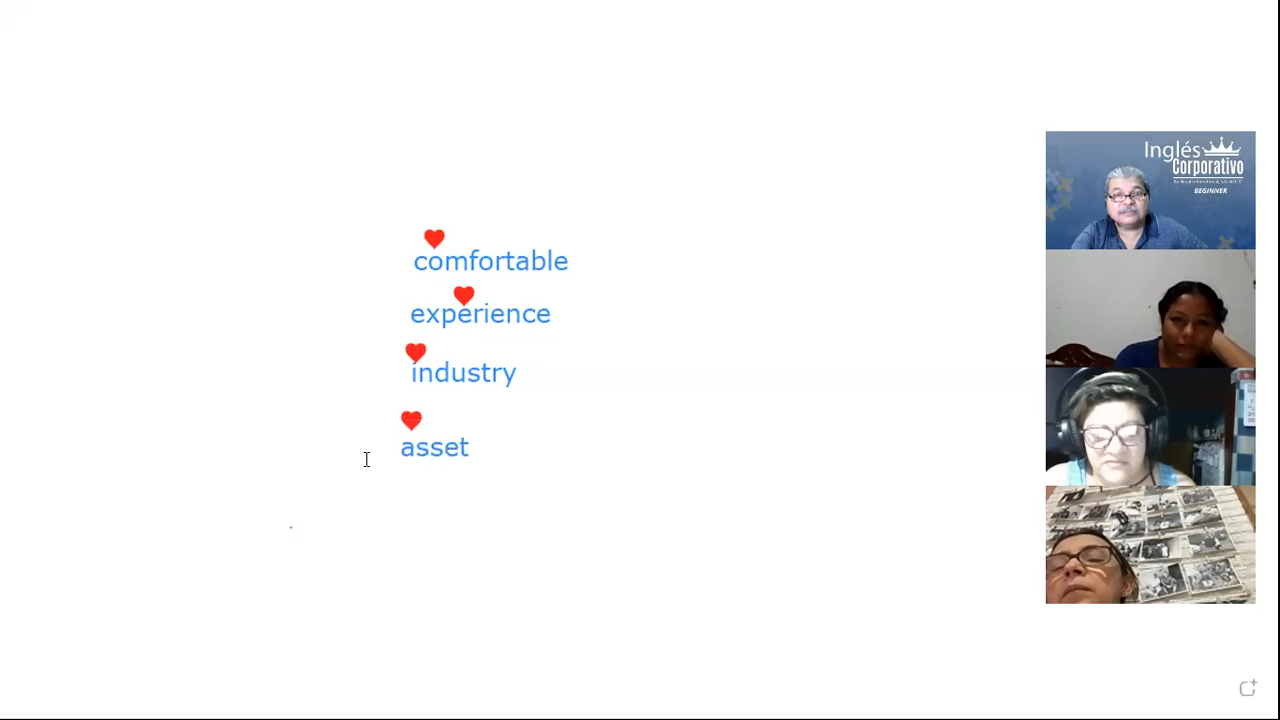 comfortable
experience
industry
asset
Inglés
Corporativo
BEGINNER